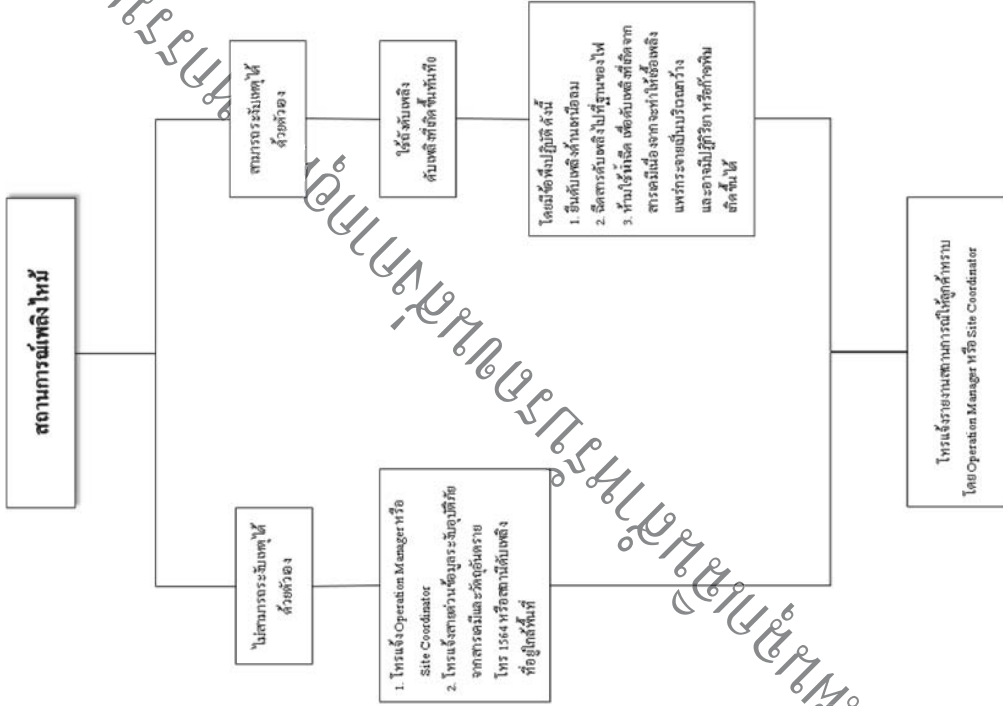 สถานการณ์เพลิงไหม้
ไม่สามารถระงับเหตุได้
ด้วยตัวเอง
1. โทรแจ้ง Operation Manager หรือ
Site Coordinator
2. โทรแจ้งสายด่วนข้อมูลระงับอุบัติภัย
จากสารเคมีและวัตถุอันตราย
โทร 1564 หรือสถานีดับเพลิง
ที่อยู่ใกล้พื้นที่
สามารถระงับเหตุได้
ด้วยตัวเอง
ใช้ถังดับเพลิง
ดับเพลิงที่เกิดขึ้นทันที
โดยมีข้อพึงปฏิบัติ ดังนี้
1. ยืนดับเพลิงด้านเหนือลม
2. ฉีดสารดับเพลิงไปที่ฐานของไฟ
3. ห้ามใช้น้ำฉีด เพื่อดับเพลิงที่เกิดจาก
สารเคมีเนื่องจากจะทำให้เชื้อเพลิง
แพร่กระจายเป็นบริเวณกว้าง
และอาจมีปฏิกิริยา หรือก๊าซพิษ
เกิดขึ้นได้
โทรแจ้งรายงานสถานการณ์ให้ลูกค้าทราบ
โดย Operation Manager หรือ Site Coordinator